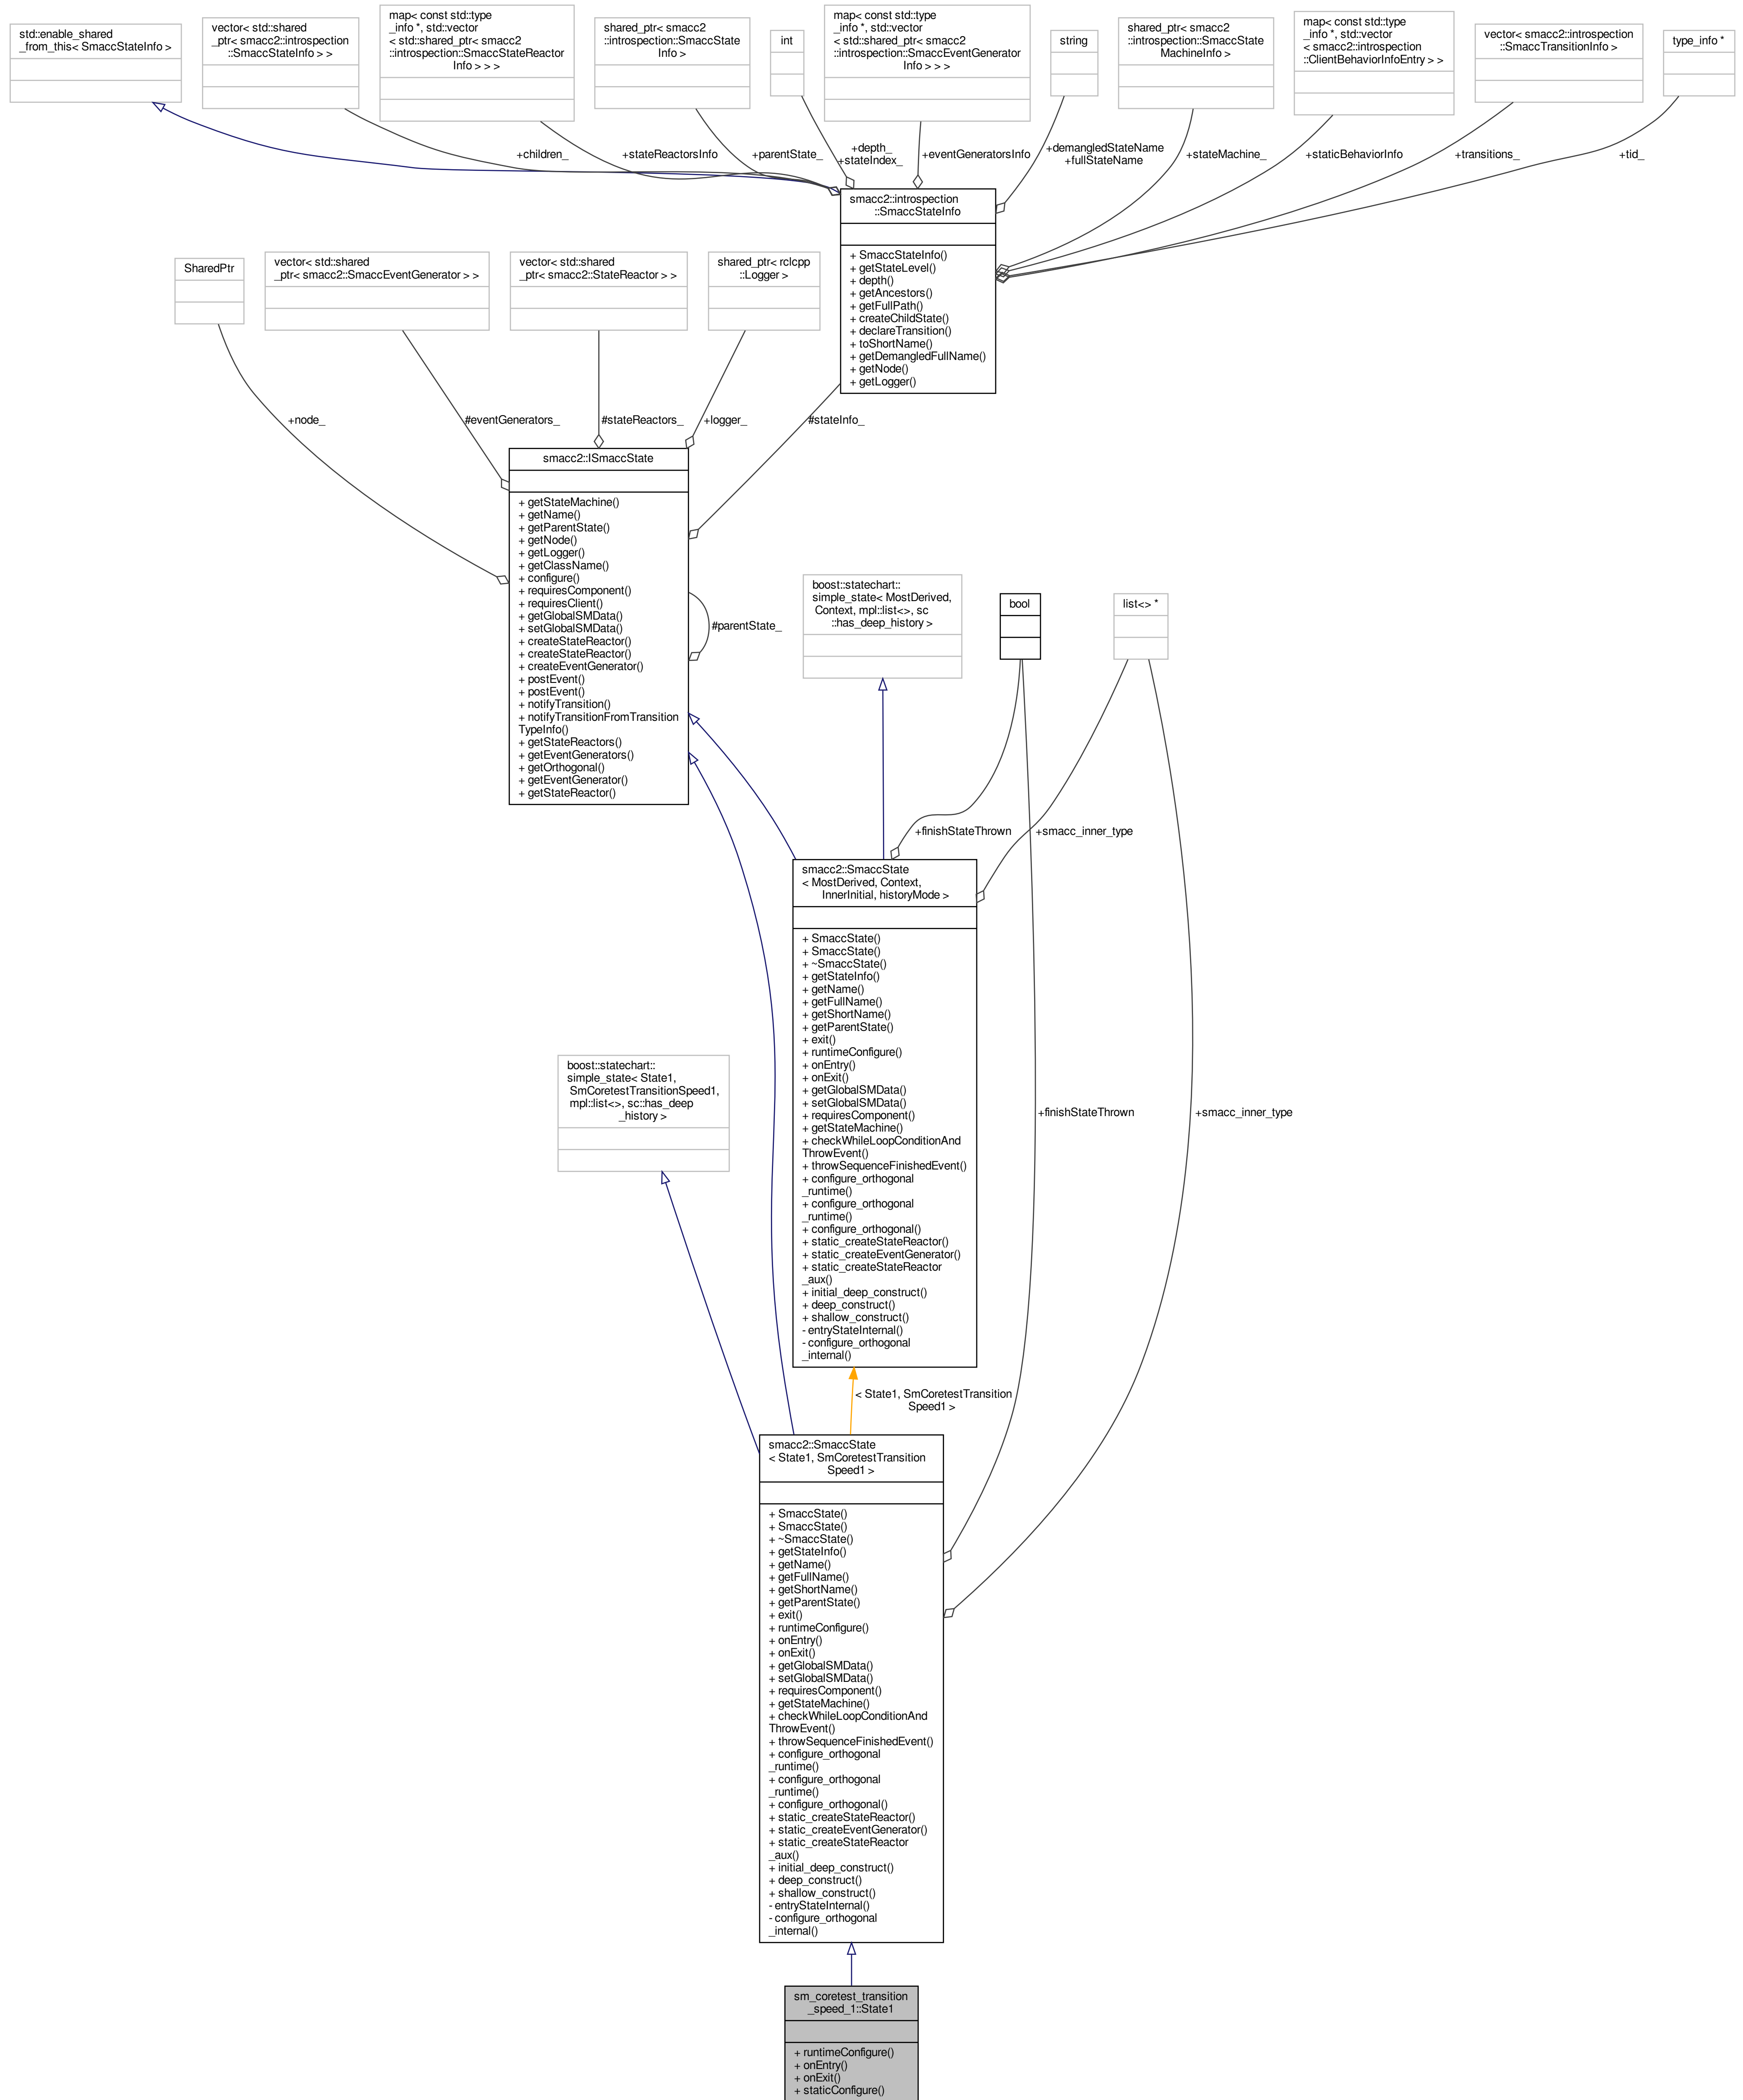 std::enable_shared
_from_this< SmaccStateInfo >
vector< std::shared
_ptr< smacc2::introspection
::SmaccStateInfo > >
map< const std::type
_info *, std::vector
< std::shared_ptr< smacc2
::introspection::SmaccStateReactor
Info > > >
shared_ptr< smacc2
::introspection::SmaccState
Info >
int
map< const std::type
_info *, std::vector
< std::shared_ptr< smacc2
::introspection::SmaccEventGenerator
Info > > >
string
shared_ptr< smacc2
::introspection::SmaccState
MachineInfo >
map< const std::type
_info *, std::vector
< smacc2::introspection
::ClientBehaviorInfoEntry > >
vector< smacc2::introspection
::SmaccTransitionInfo >
type_info *
+children_
+stateReactorsInfo
+parentState_
+depth_
+stateIndex_
+eventGeneratorsInfo
+demangledStateName
+fullStateName
+stateMachine_
+staticBehaviorInfo
+transitions_
+tid_
smacc2::introspection
::SmaccStateInfo
+ SmaccStateInfo()
+ getStateLevel()
+ depth()
+ getAncestors()
+ getFullPath()
+ createChildState()
+ declareTransition()
+ toShortName()
+ getDemangledFullName()
+ getNode()
+ getLogger()
SharedPtr
vector< std::shared
_ptr< smacc2::SmaccEventGenerator > >
vector< std::shared
_ptr< smacc2::StateReactor > >
shared_ptr< rclcpp
::Logger >
+node_
#eventGenerators_
#stateReactors_
+logger_
#stateInfo_
smacc2::ISmaccState
+ getStateMachine()
+ getName()
+ getParentState()
+ getNode()
+ getLogger()
+ getClassName()
+ configure()
+ requiresComponent()
+ requiresClient()
+ getGlobalSMData()
+ setGlobalSMData()
+ createStateReactor()
+ createStateReactor()
+ createEventGenerator()
+ postEvent()
+ postEvent()
+ notifyTransition()
+ notifyTransitionFromTransition
TypeInfo()
+ getStateReactors()
+ getEventGenerators()
+ getOrthogonal()
+ getEventGenerator()
+ getStateReactor()
#parentState_
boost::statechart::
simple_state< MostDerived,
Context, mpl::list<>, sc
::has_deep_history >
bool
list<> *
+finishStateThrown
+smacc_inner_type
smacc2::SmaccState
< MostDerived, Context,
InnerInitial, historyMode >
+ SmaccState()
+ SmaccState()
+ ~SmaccState()
+ getStateInfo()
+ getName()
+ getFullName()
+ getShortName()
+ getParentState()
+ exit()
+ runtimeConfigure()
+ onEntry()
+ onExit()
+ getGlobalSMData()
+ setGlobalSMData()
+ requiresComponent()
+ getStateMachine()
+ checkWhileLoopConditionAnd
ThrowEvent()
+ throwSequenceFinishedEvent()
+ configure_orthogonal
_runtime()
+ configure_orthogonal
_runtime()
+ configure_orthogonal()
+ static_createStateReactor()
+ static_createEventGenerator()
+ static_createStateReactor
_aux()
+ initial_deep_construct()
+ deep_construct()
+ shallow_construct()
- entryStateInternal()
- configure_orthogonal
_internal()
boost::statechart::
simple_state< State1,
SmCoretestTransitionSpeed1,
mpl::list<>, sc::has_deep
_history >
+finishStateThrown
+smacc_inner_type
< State1, SmCoretestTransition
Speed1 >
smacc2::SmaccState
< State1, SmCoretestTransition
Speed1 >
+ SmaccState()
+ SmaccState()
+ ~SmaccState()
+ getStateInfo()
+ getName()
+ getFullName()
+ getShortName()
+ getParentState()
+ exit()
+ runtimeConfigure()
+ onEntry()
+ onExit()
+ getGlobalSMData()
+ setGlobalSMData()
+ requiresComponent()
+ getStateMachine()
+ checkWhileLoopConditionAnd
ThrowEvent()
+ throwSequenceFinishedEvent()
+ configure_orthogonal
_runtime()
+ configure_orthogonal
_runtime()
+ configure_orthogonal()
+ static_createStateReactor()
+ static_createEventGenerator()
+ static_createStateReactor
_aux()
+ initial_deep_construct()
+ deep_construct()
+ shallow_construct()
- entryStateInternal()
- configure_orthogonal
_internal()
sm_coretest_transition
_speed_1::State1
+ runtimeConfigure()
+ onEntry()
+ onExit()
+ staticConfigure()